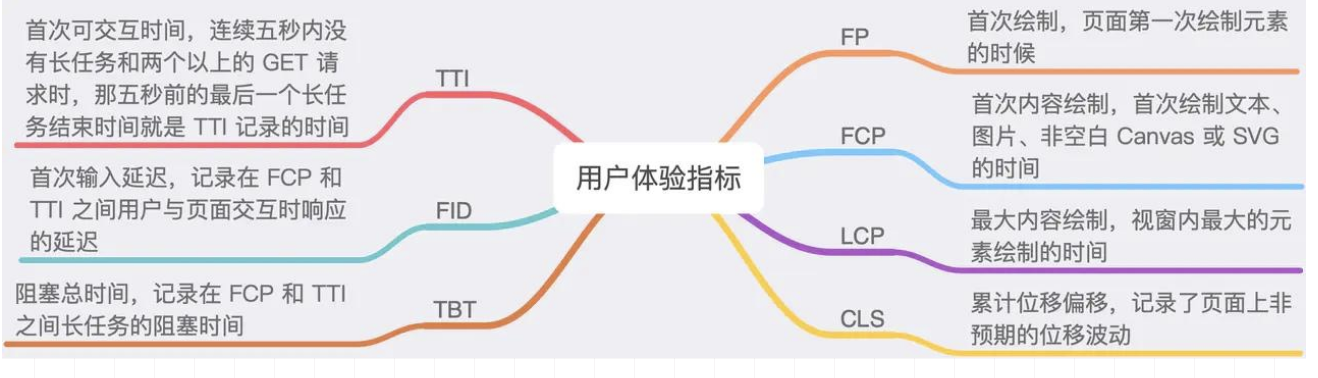 用户体验指标
FP
首次绘制，页面第一次绘制元素
的时候
FCP
首次内容绘制，首次绘制文本、
图片、非空白 Canvas 或 SVG
的时间
LCP
最大内容绘制，视窗内最大的元
素绘制的时间
CLS
累计位移偏移，记录了页面上非
预期的位移波动
TTI
首次可交互时间，连续五秒内没
有长任务和两个以上的 GET 请
求时，那五秒前的最后一个长任
务结束时间就是 TTI 记录的时间
FID
首次输入延迟，记录在 FCP 和
TTI 之间用户与页面交互时响应
的延迟
TBT
阻塞总时间，记录在 FCP 和 TTI
之间长任务的阻塞时间